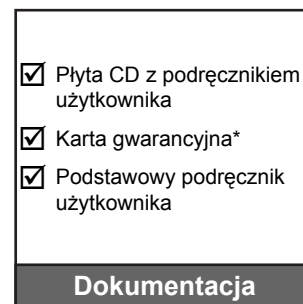 Płyta CD z podręcznikiem
użytkownika
Karta gwarancyjna*
Podstawowy podręcznik
użytkownika
Dokumentacja